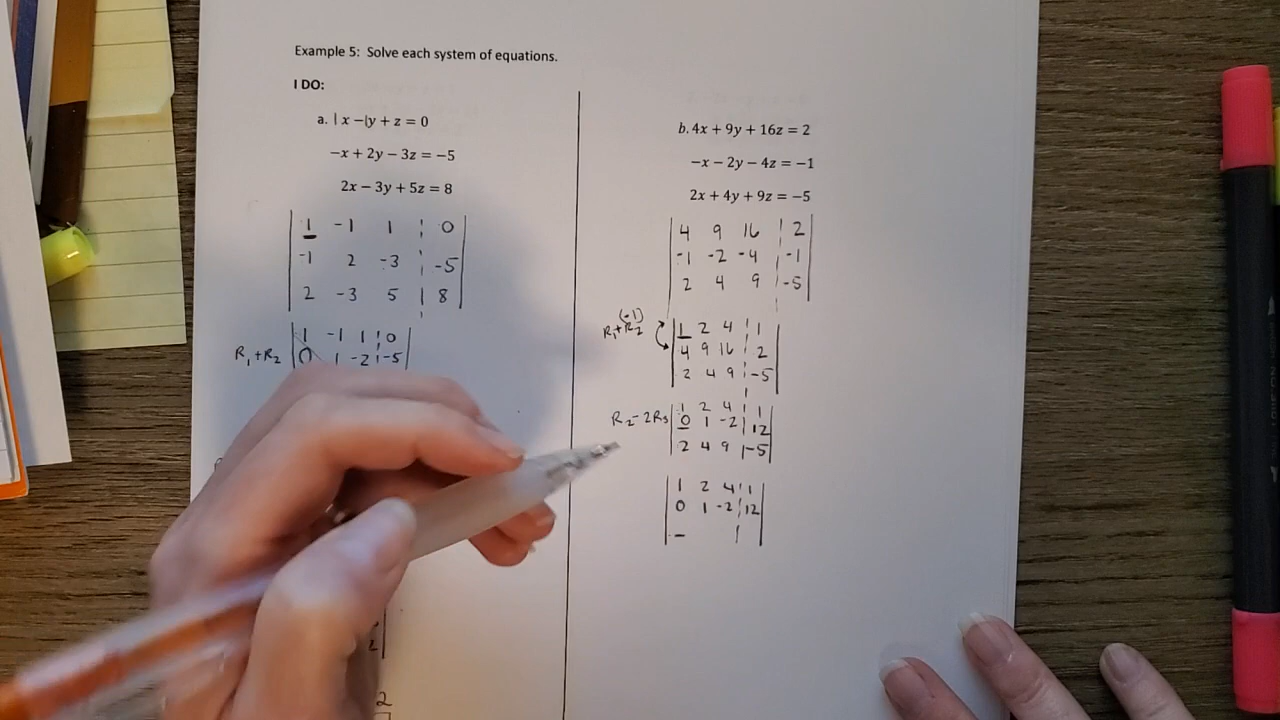 Example 5: Solve each system of equations.
I DO:
a. 1x −1y + z = 0
−x + 2y − 3z = −5
2x − 3y + 5z = 8
1 -1 1 0
-1 2 -3 -5
2 -3 5 8
1 -1 1 0
R1+R2 0 1 -2 -5
2
2
b. 4x + 9y + 16z = 2
−x − 2y − 4z = −1
2x + 4y + 9z = −5
4 9 16 2
-1 -2 -4 -1
2 4 9 -5
(-1)
R1+R2 1 2 4 1
4 9 16 2
2 4 9 -5
1 2 4 1
R2-2R3 0 1 -2 12
2 4 9 -5
1 2 4 1
0 1 -2 12
-